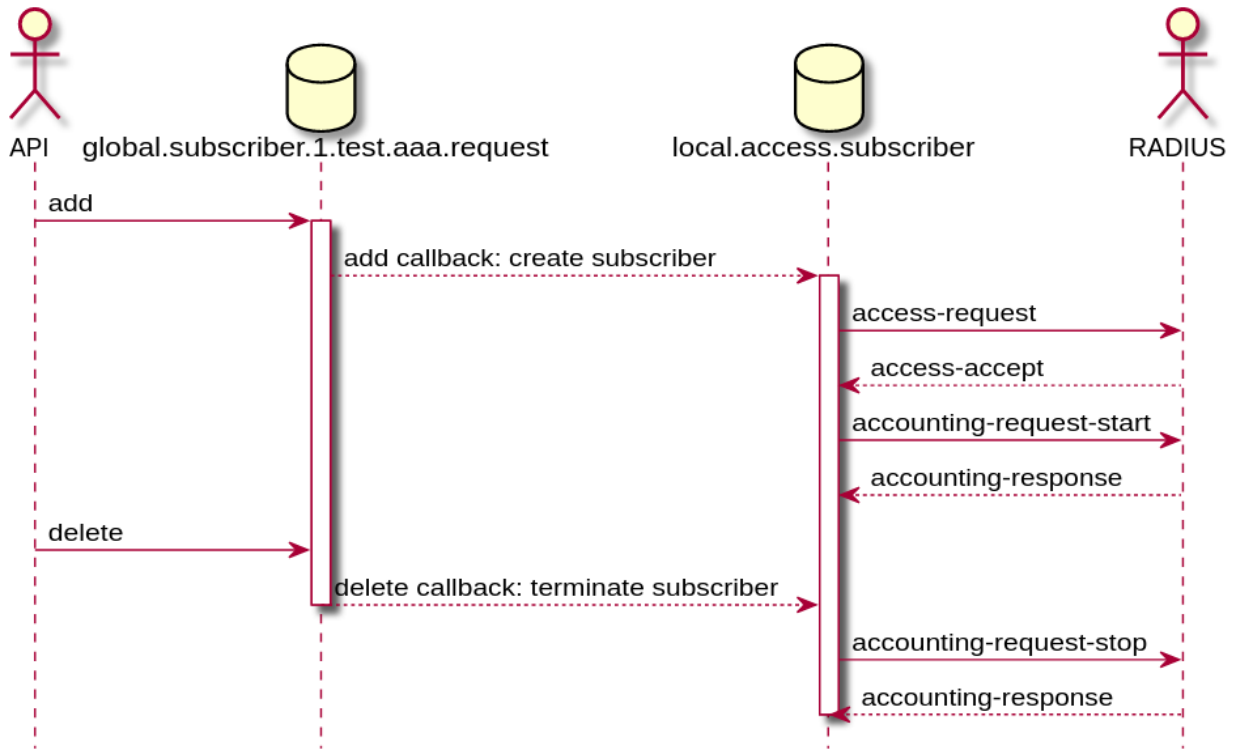 API
global.subscriber.1.test.aaa.request
local.access.subscriber
RADIUS
add
add callback: create subscriber
access-request
access-accept
accounting-request-start
accounting-response
delete
delete callback: terminate subscriber
accounting-request-stop
accounting-response